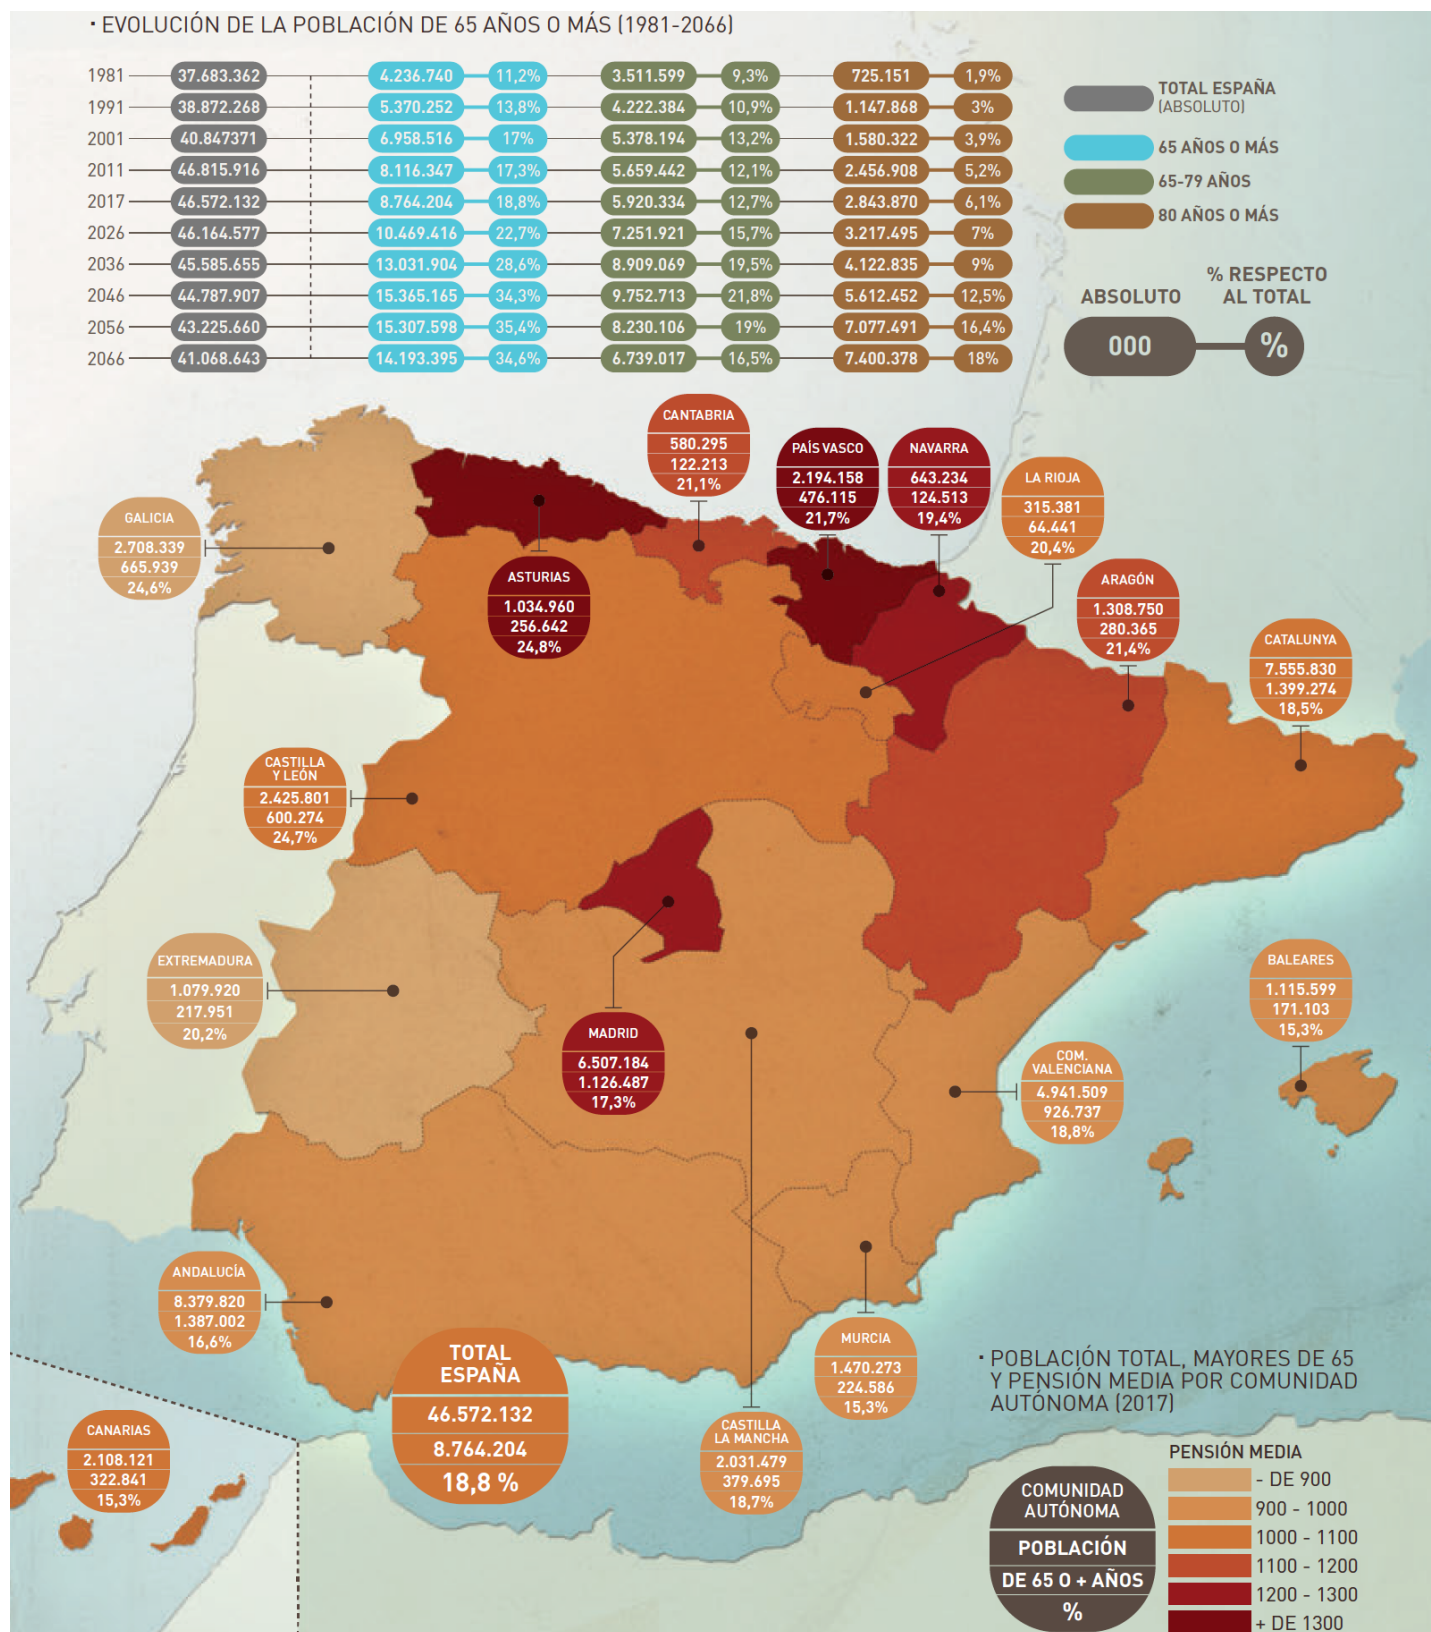 · EVOLUCIÓN DE LA POBLACIÓN DE 65 AÑOS O MÁS (1981-2066)
1981 37.683.362 4.236.740 11,2% 3.511.599 9,3% 725.151 1,9%
1991 38.872.268 5.370.252 13,8% 4.222.384 10,9% 1.147.868 3%
2001 40.847371 6.958.516 17% 5.378.194 13,2% 1.580.322 3,9%
2011 46.815.916 8.116.347 17,3% 5.659.442 12,1% 2.456.908 5,2%
2017 46.572.132 8.764.204 18,8% 5.920.334 12,7% 2.843.870 6,1%
2026 46.164.577 10.469.416 22,7% 7.251.921 15,7% 3.217.495 7%
2036 45.585.655 13.031.904 28,6% 8.909.069 19,5% 4.122.835 9%
2046 44.787.907 15.365.165 34,3% 9.752.713 21,8% 5.612.452 12,5%
2056 43.225.660 15.307.598 35,4% 8.230.106 19% 7.077.491 16,4%
2066 41.068.643 14.193.395 34,6% 6.739.017 16,5% 7.400.378 18%
TOTAL ESPAÑA
(ABSOLUTO)
65 AÑOS O MÁS
65-79 AÑOS
80 AÑOS O MÁS
ABSOLUTO
% RESPECTO
AL TOTAL
000
%
CANTABRIA
580.295
122.213
21,1%
PAÍS VASCO
2.194.158
476.115
21,7%
NAVARRA
643.234
124.513
19,4%
LA RIOJA
315.381
64.441
20,4%
GALICIA
2.708.339
665.939
24,6%
ASTURIAS
1.034.960
256.642
24,8%
ARAGÓN
1.308.750
280.365
21,4%
CATALUNYA
7.555.830
1.399.274
18,5%
CASTILLA
Y LEÓN
2.425.801
600.274
24,7%
EXTREMADURA
1.079.920
217.951
20,2%
MADRID
6.507.184
1.126.487
17,3%
BALEARES
1.115.599
171.103
15,3%
COM.
VALENCIANA
4.941.509
926.737
18,8%
ANDALUCÍA
8.379.820
1.387.002
16,6%
MURCIA
1.470.273
224.586
15,3%
CASTILLA
LA MANCHA
2.031.479
379.695
18,7%
CANARIAS
2.108.121
322.841
15,3%
TOTAL
ESPAÑA
46.572.132
8.764.204
18,8 %
· POBLACIÓN TOTAL, MAYORES DE 65
Y PENSIÓN MEDIA POR COMUNIDAD
AUTÓNOMA (2017)
COMUNIDAD
AUTÓNOMA
POBLACIÓN
DE 65 O + AÑOS
%
PENSIÓN MEDIA
- DE 900
900 - 1000
1000 - 1100
1100 - 1200
1200 - 1300
+ DE 1300